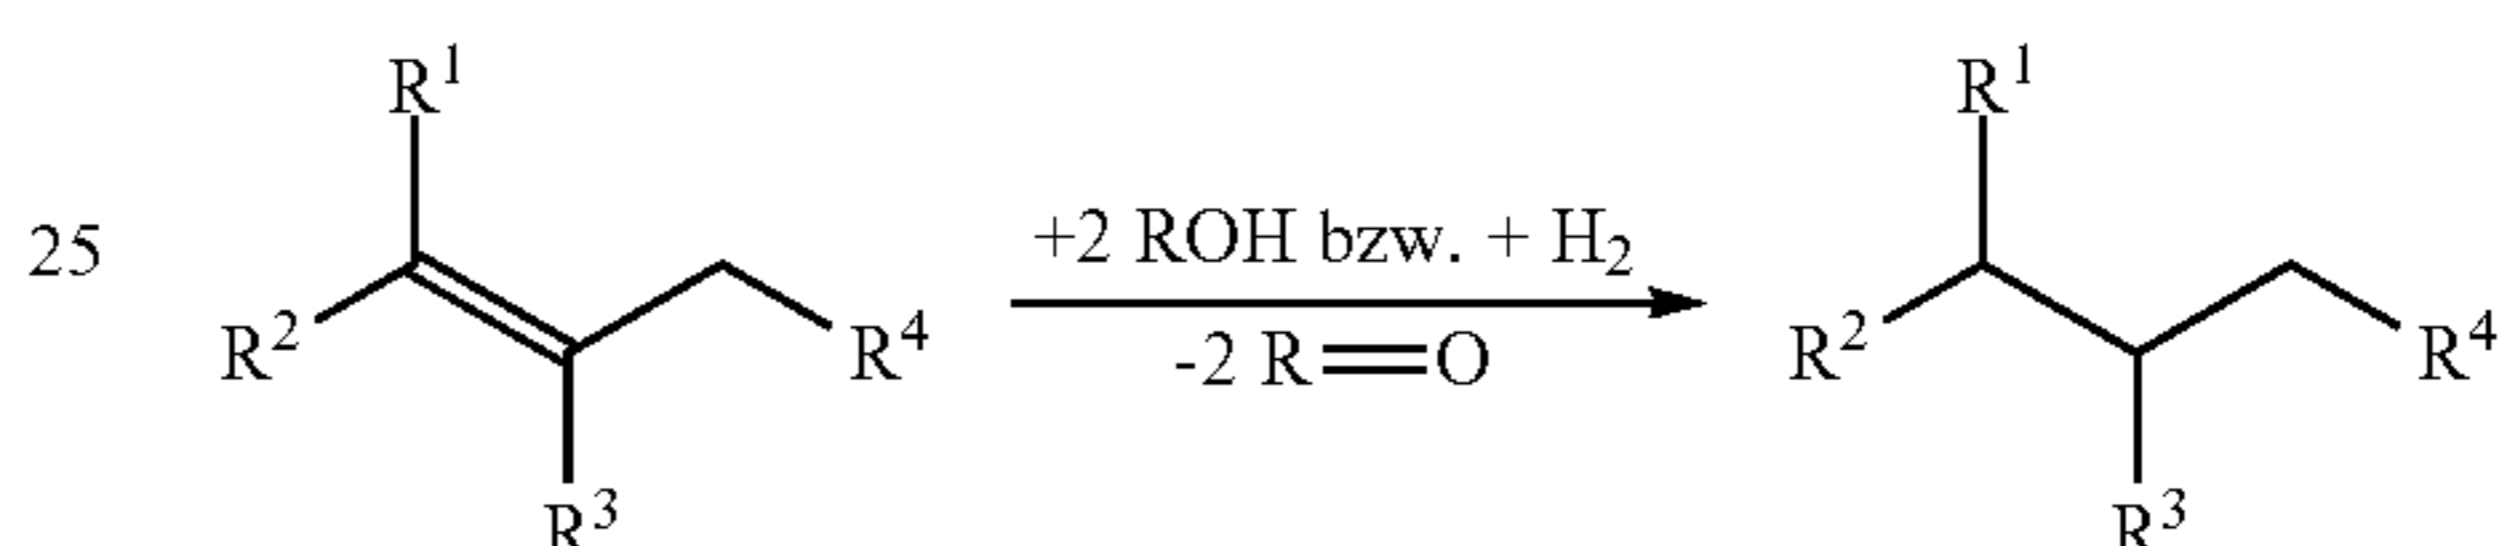 R¹ R¹
25 +2 ROH bzw. + H₂
R² R⁴ -2 R=O R² R⁴
R³ R³